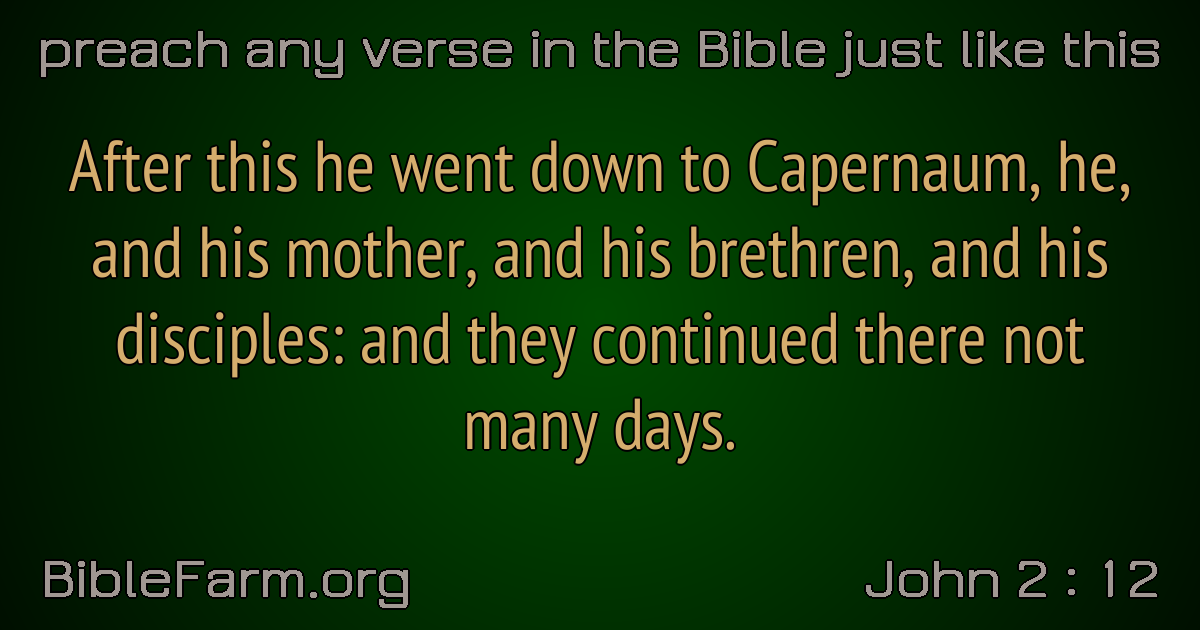 preach any verse in the Bible just like this
After this he went down to Capernaum, he,
and his mother, and his brethren, and his
disciples: and they continued there not
many days.
BibleFarm.org
John 2 : 12